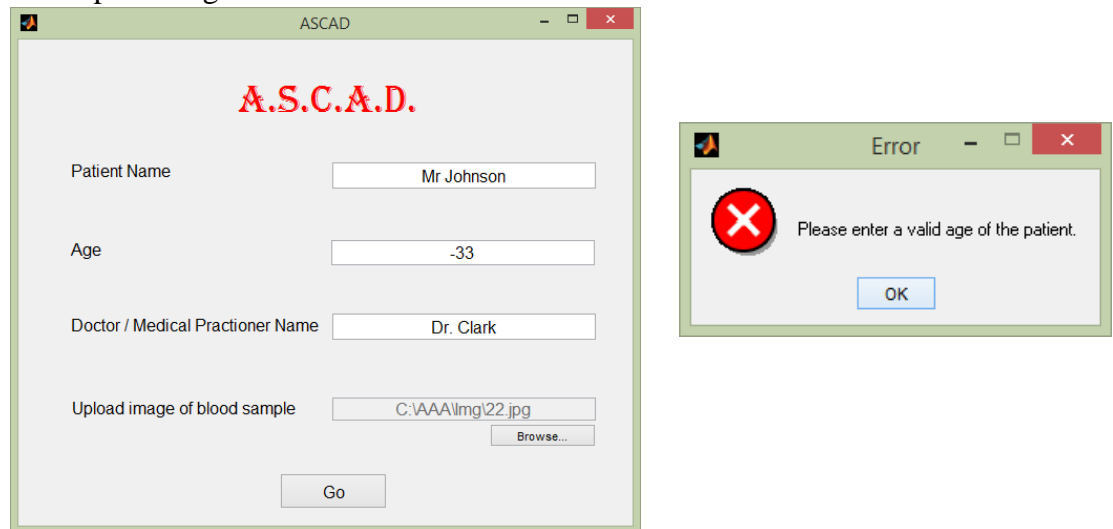 ASCAD
A.S.C.A.D.
Patient Name
Mr Johnson
Age
-33
Doctor / Medical Practioner Name
Dr. Clark
Upload image of blood sample
C:\AAA\Img\22.jpg
Browse...
Go
Error
Please enter a valid age of the patient.
OK